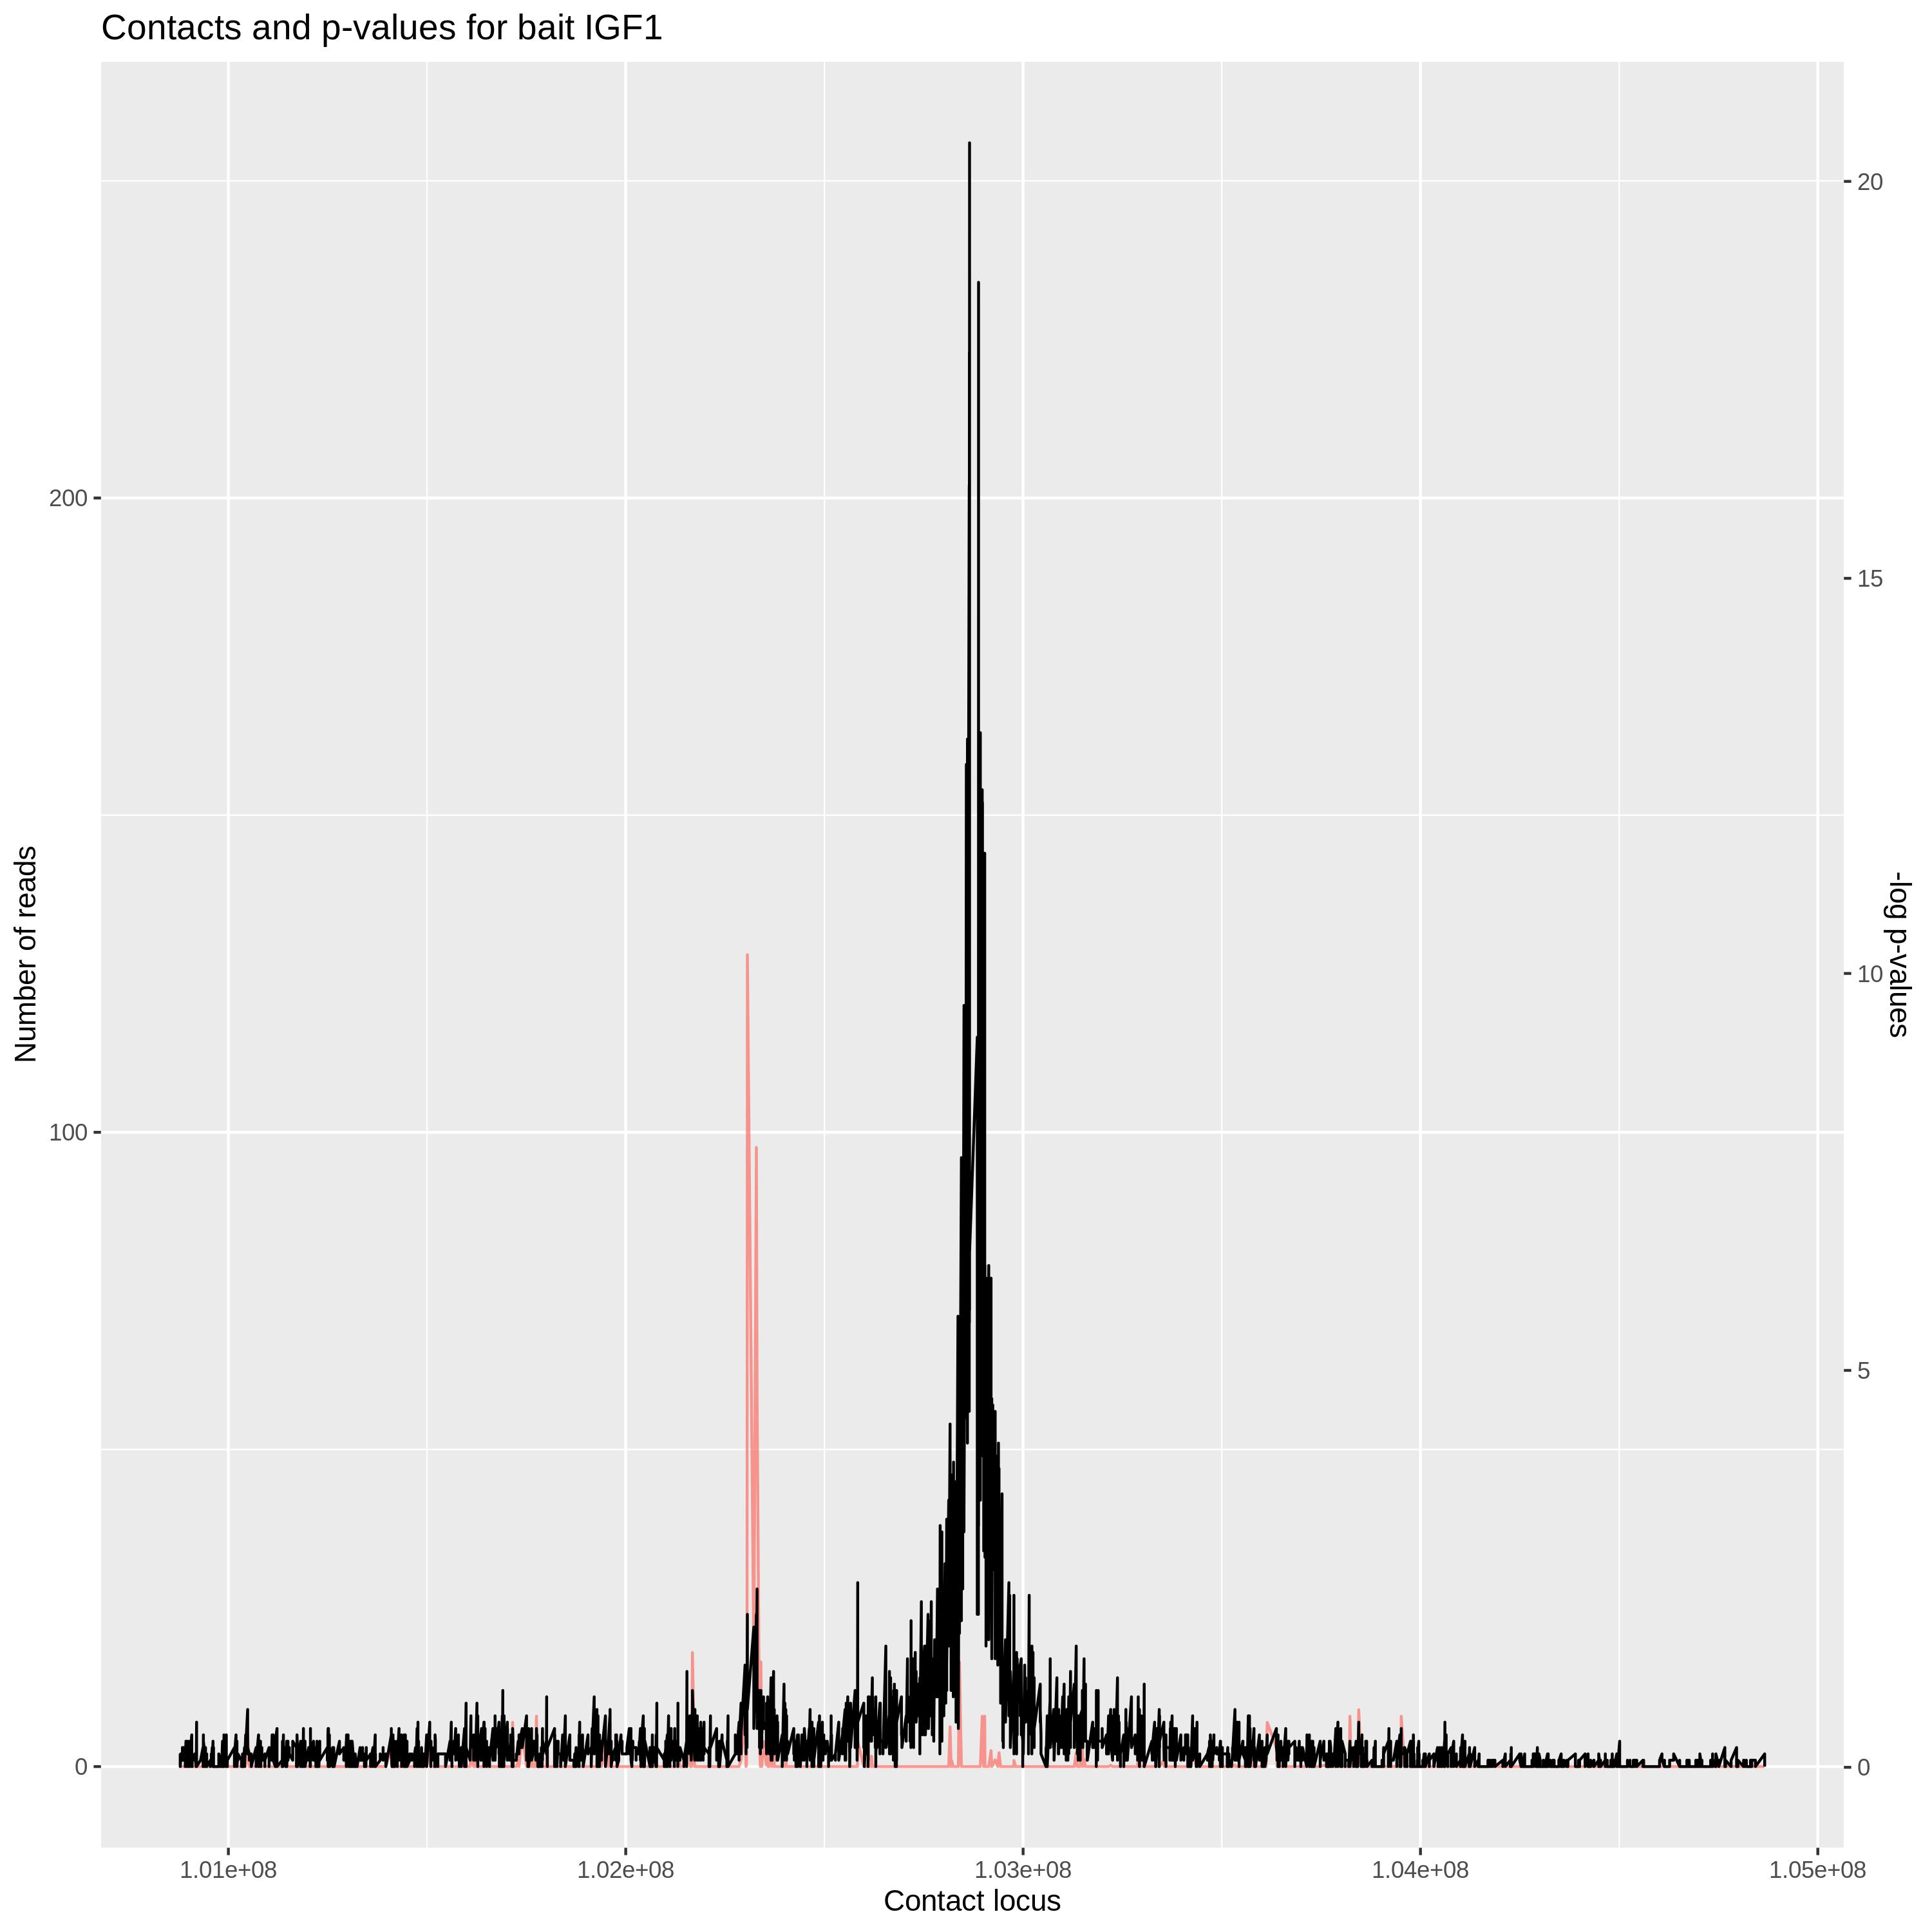 Contacts and p-values for bait IGF1
Number of reads
200
100
0
20
15
10
5
0
-log p-values
1.01e+08
1.02e+08
1.03e+08
1.04e+08
1.05e+08
Contact locus